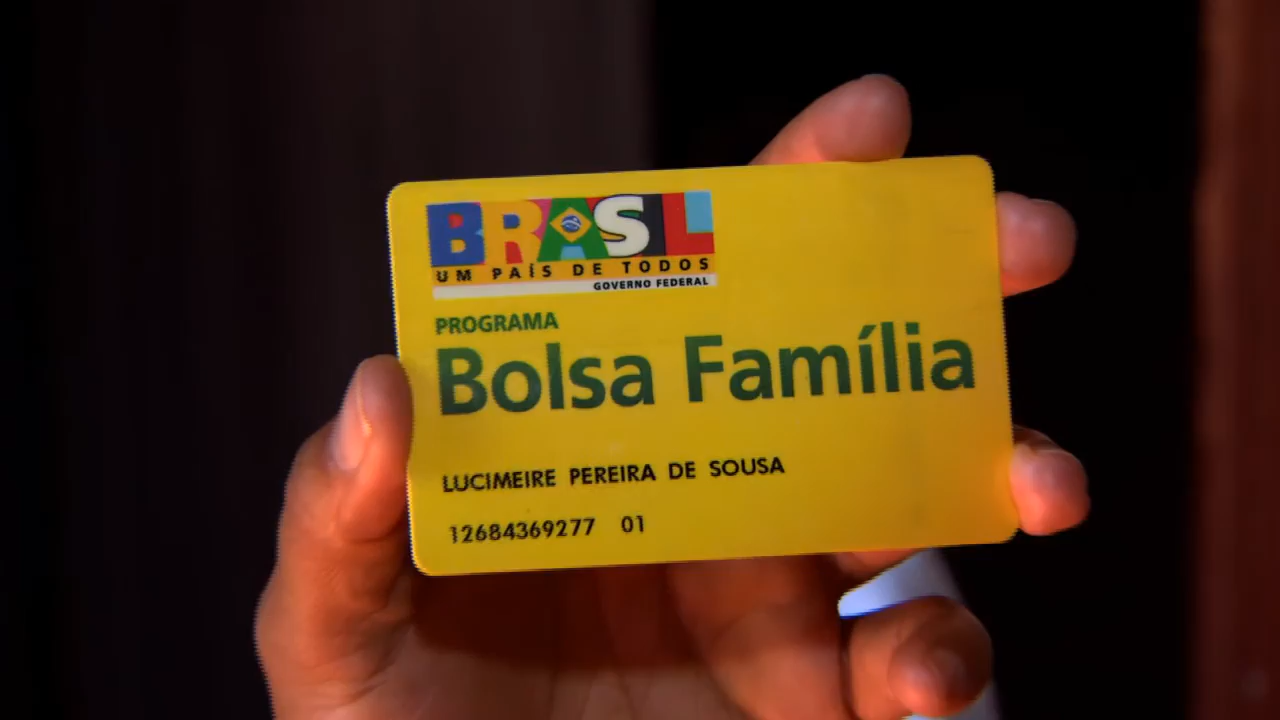 BRASIL
UM PAÍS DE TODOS
GOVERNO FEDERAL
PROGRAMA
Bolsa Família
LUCIMEIRE PEREIRA DE SOUSA
12684369277 01